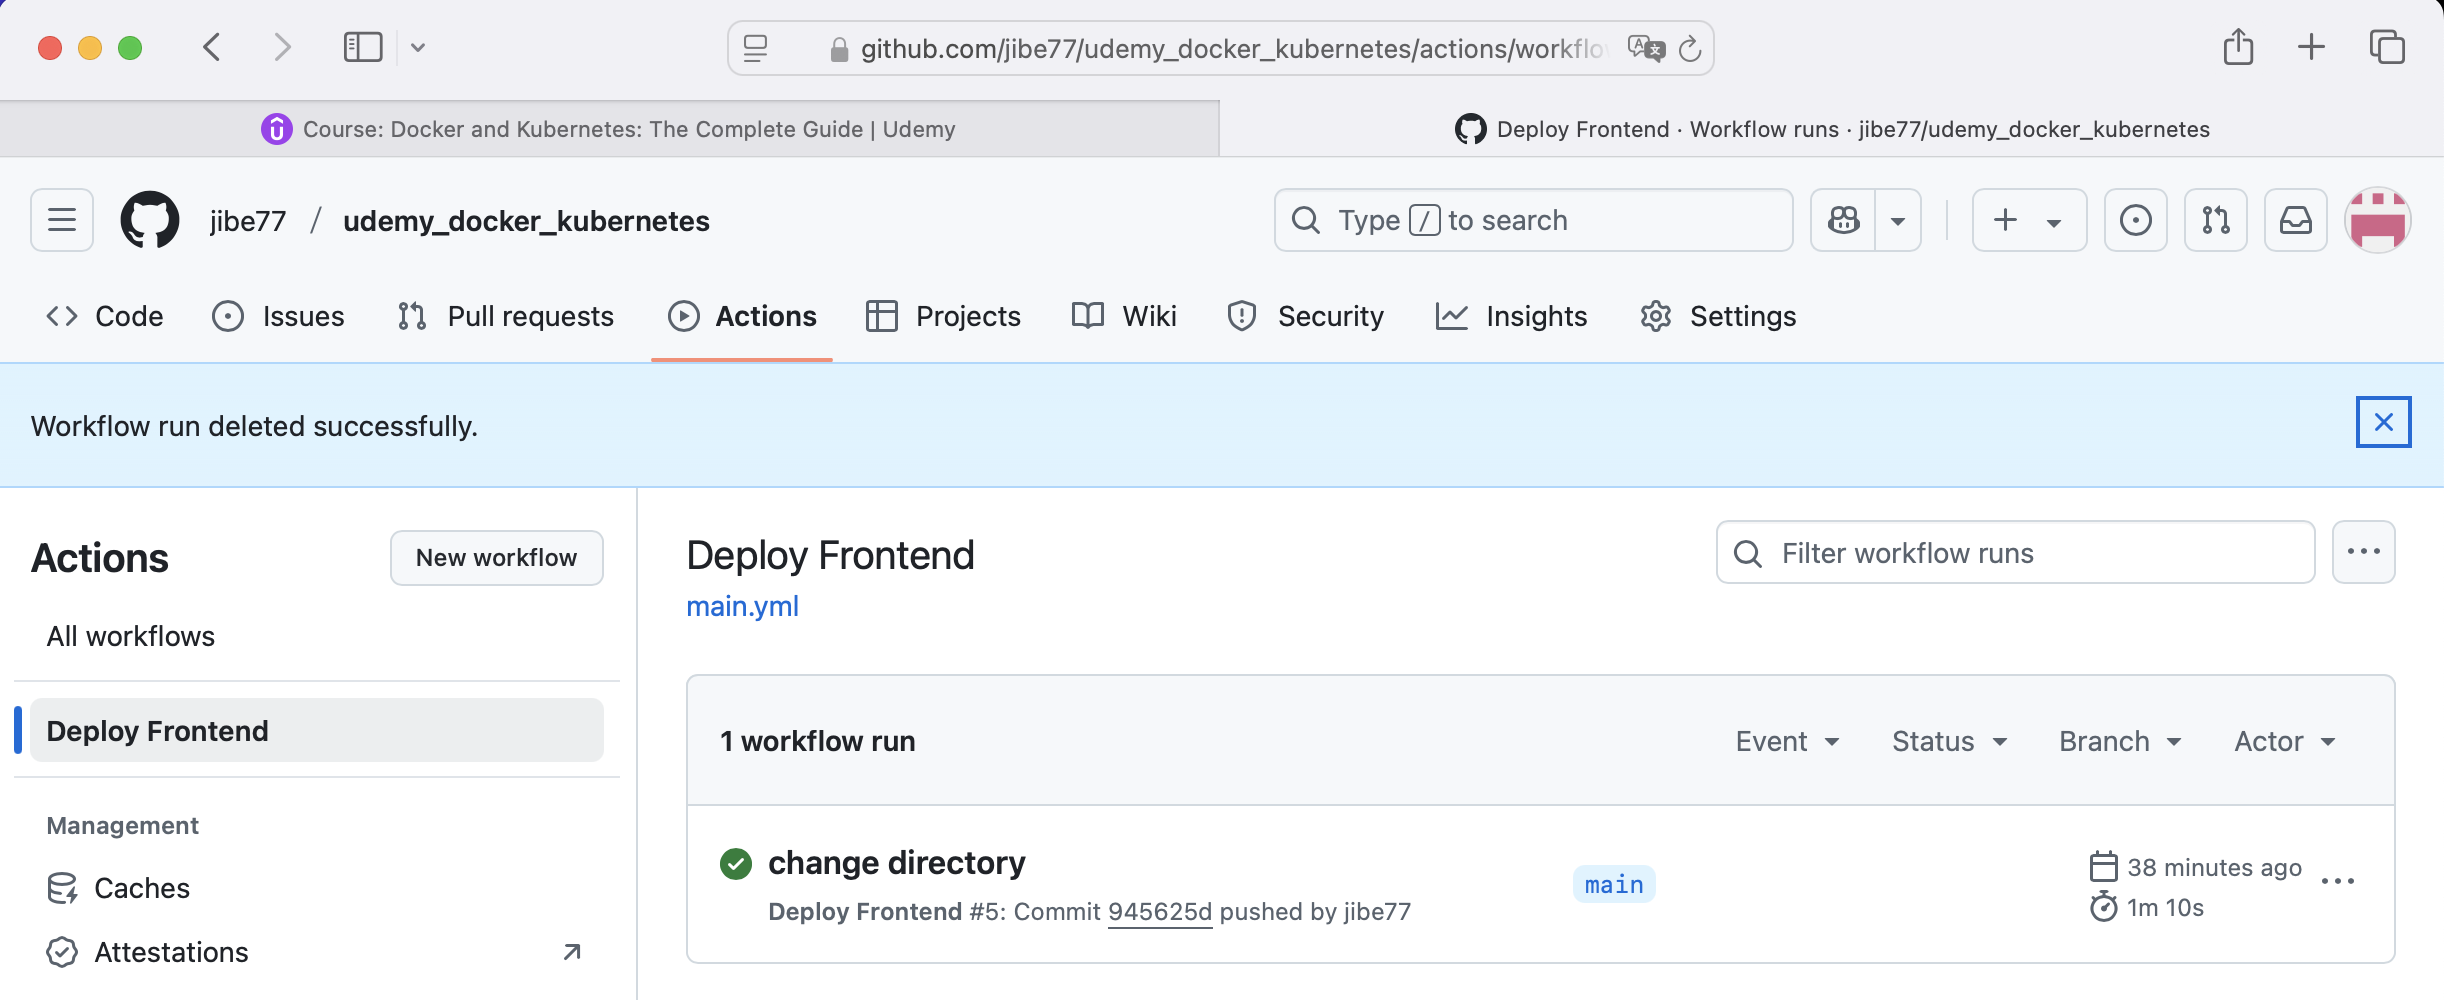 github.com/jibe77/udemy_docker_kubernetes/actions/workflo
Course: Docker and Kubernetes: The Complete Guide | Udemy
Deploy Frontend · Workflow runs · jibe77/udemy_docker_kubernetes
jibe77 / udemy_docker_kubernetes
Type / to search
Code
Issues
Pull requests
Actions
Projects
Wiki
Security
Insights
Settings
Workflow run deleted successfully.
Actions
New workflow
All workflows
Deploy Frontend
Management
Caches
Attestations
Deploy Frontend
main.yml
Filter workflow runs
1 workflow run
Event
Status
Branch
Actor
change directory
Deploy Frontend #5: Commit 945625d pushed by jibe77
main
38 minutes ago
1m 10s